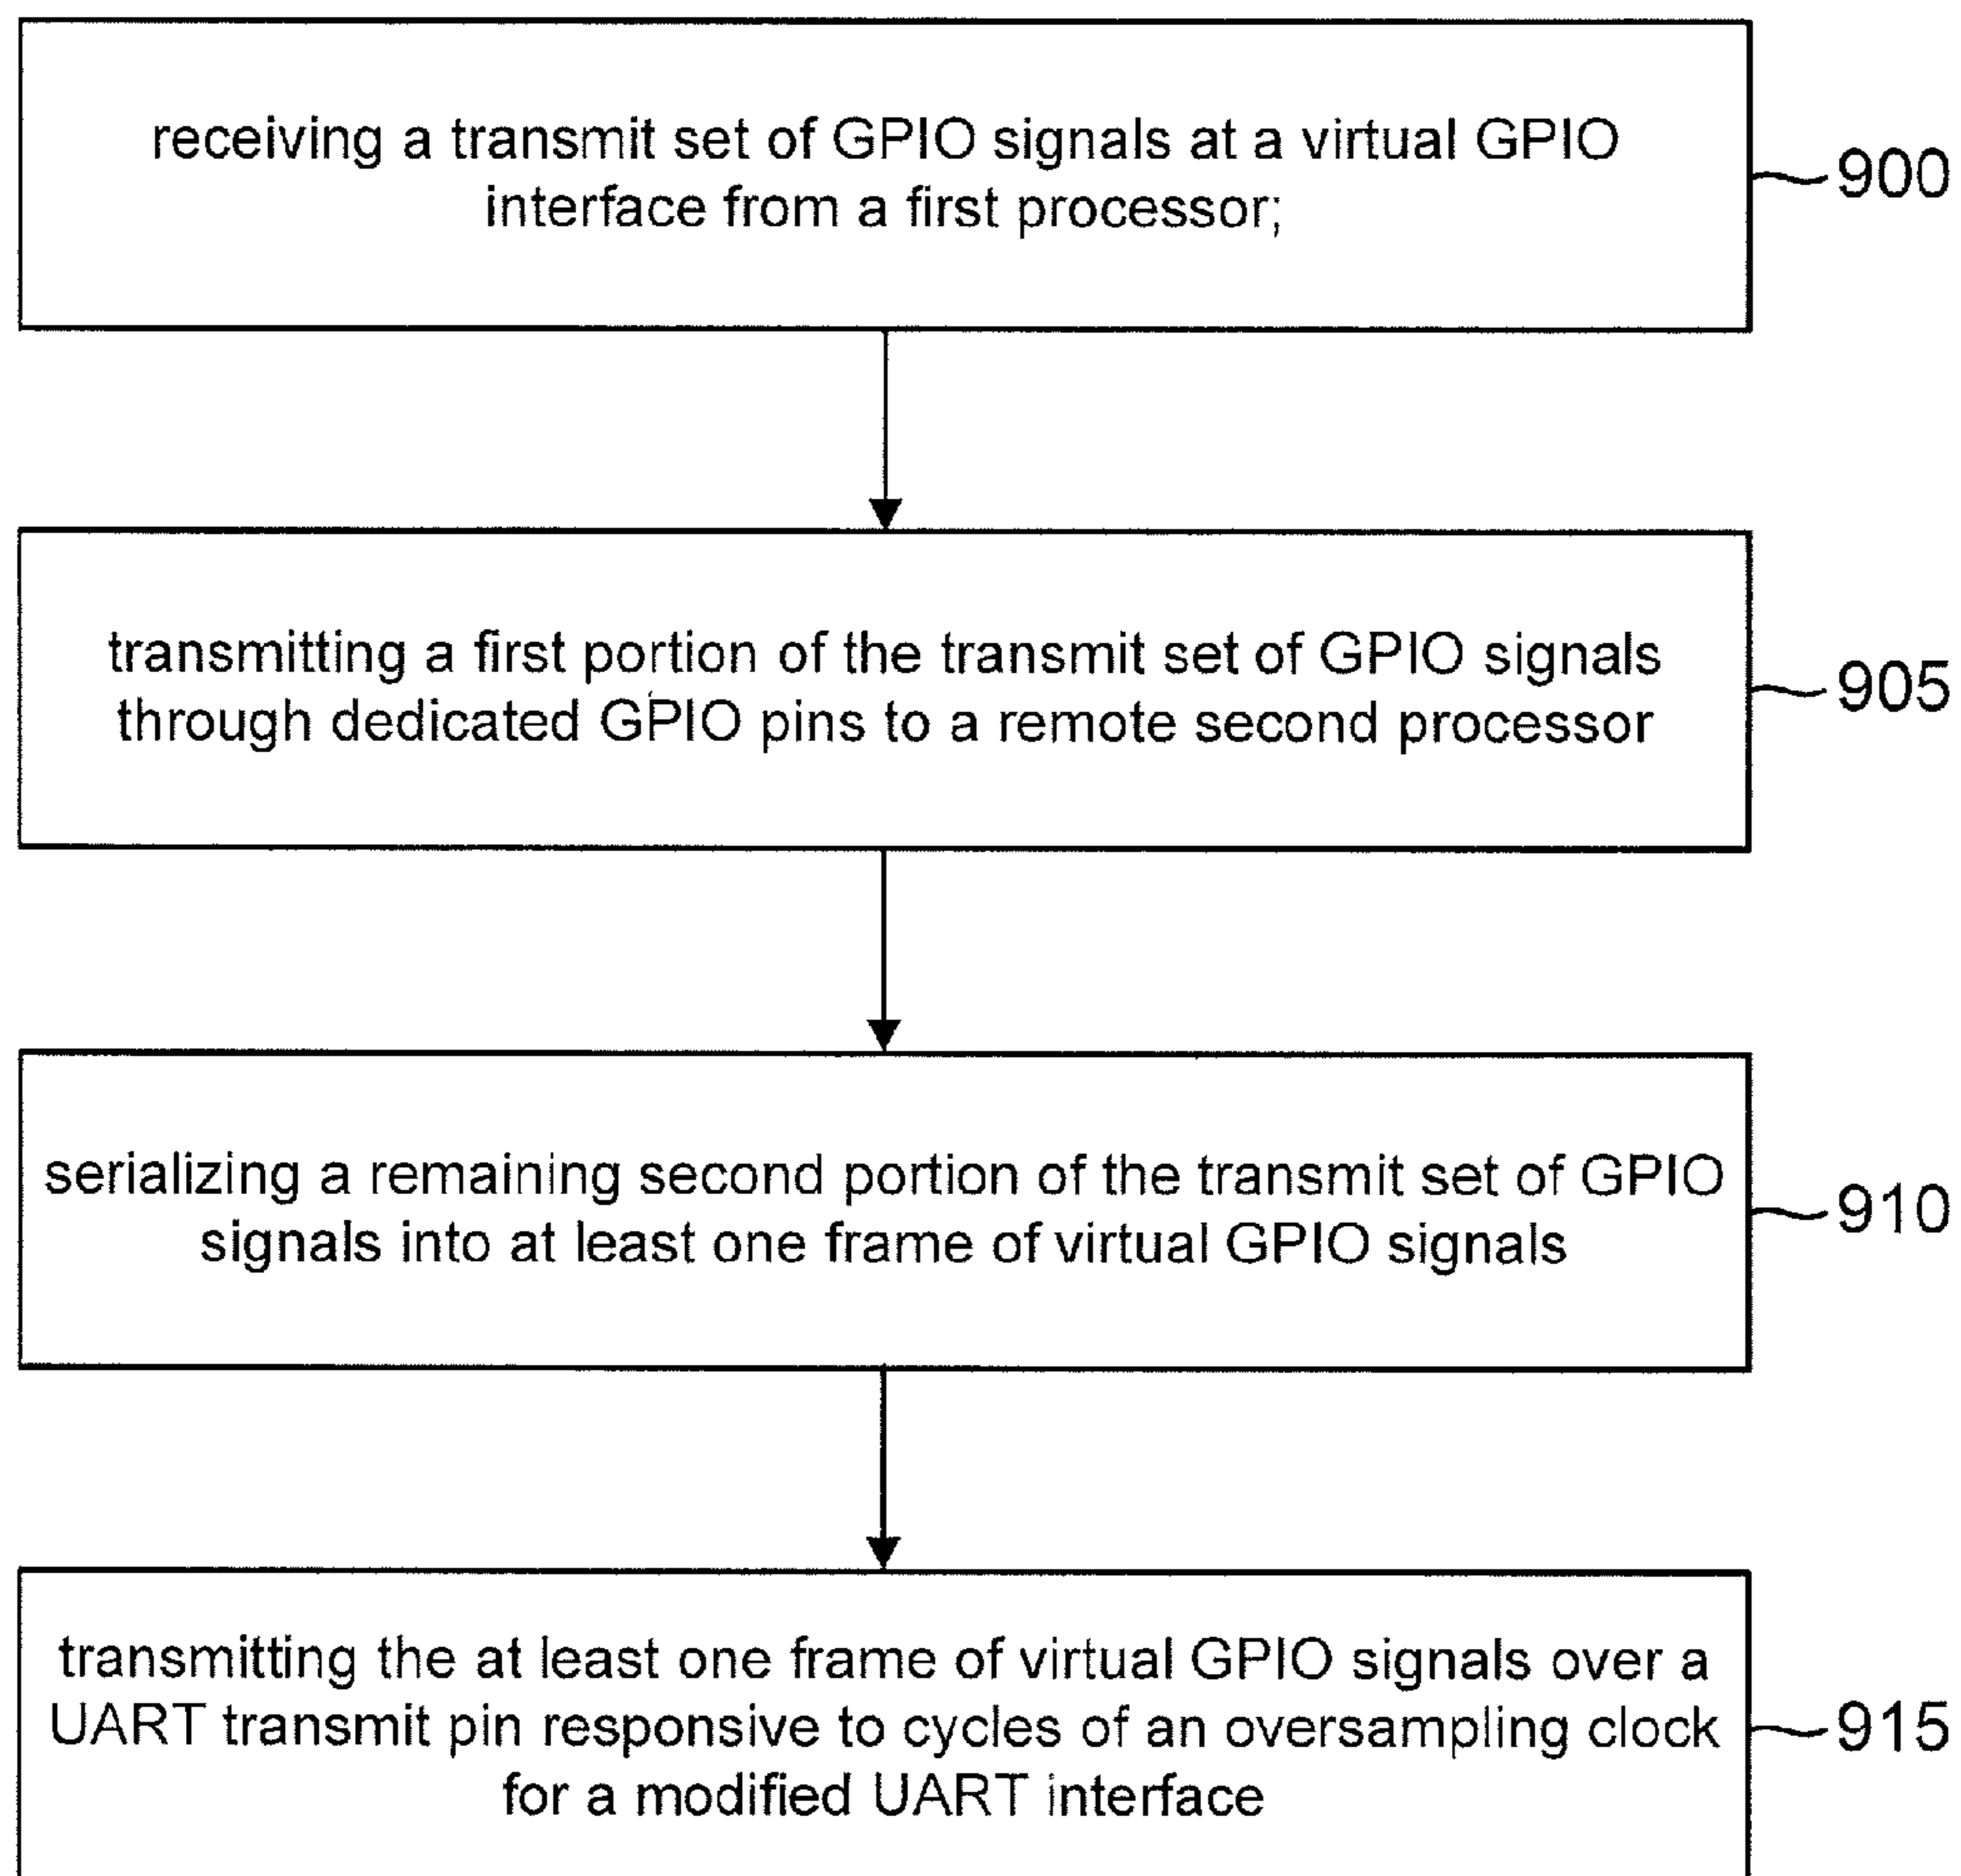 receiving a transmit set of GPIO signals at a virtual GPIO
interface from a first processor;
900
transmitting a first portion of the transmit set of GPIO signals
through dedicated GPIO pins to a remote second processor
905
serializing a remaining second portion of the transmit set of GPIO
signals into at least one frame of virtual GPIO signals
910
transmitting the at least one frame of virtual GPIO signals over a
UART transmit pin responsive to cycles of an oversampling clock
for a modified UART interface
915